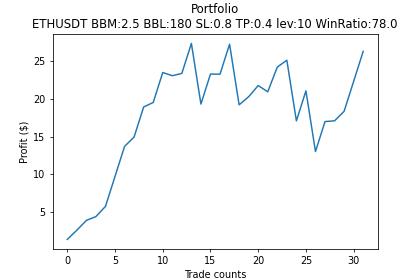 Portfolio
ETHUSDT BBM:2.5 BBL:180 SL:0.8 TP:0.4 lev:10 WinRatio:78.0
25
20
15
10
5
Profit ($)
0 5 10 15 20 25 30
Trade counts